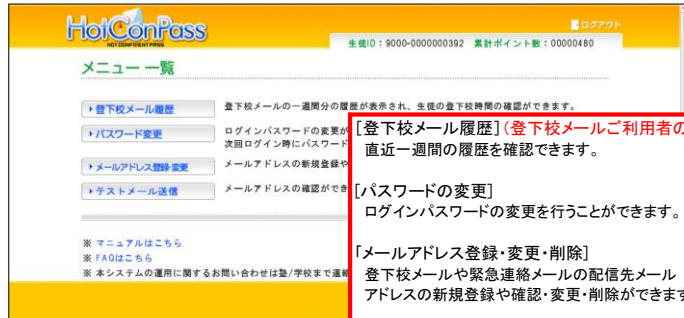 HotConPass
HOT CONFIDENT PASS
ログアウト
生徒ID：9000-0000000392 累計ポイント数：00000480
メニュー 一覧
登下校メール履歴
登下校メールの一週間分の履歴が表示され、生徒の登下校時間の確認ができます。
パスワード変更
ログインパスワードの変更が
次回ログイン時にパスワード
メールアドレス登録・変更
メールアドレスの新規登録や
テストメール送信
メールアドレスの確認ができ
※ マニュアルはこちら
※ FAQはこちら
※ 本システムの運用に関するお問い合わせは塾/学校まで連絡
[登下校メール履歴]（登下校メールご利用者の
直近一週間の履歴を確認できます。
[パスワードの変更]
ログインパスワードの変更を行うことができます。
「メールアドレス登録・変更・削除]
登下校メールや緊急連絡メールの配信先メール
アドレスの新規登録や確認・変更・削除ができます